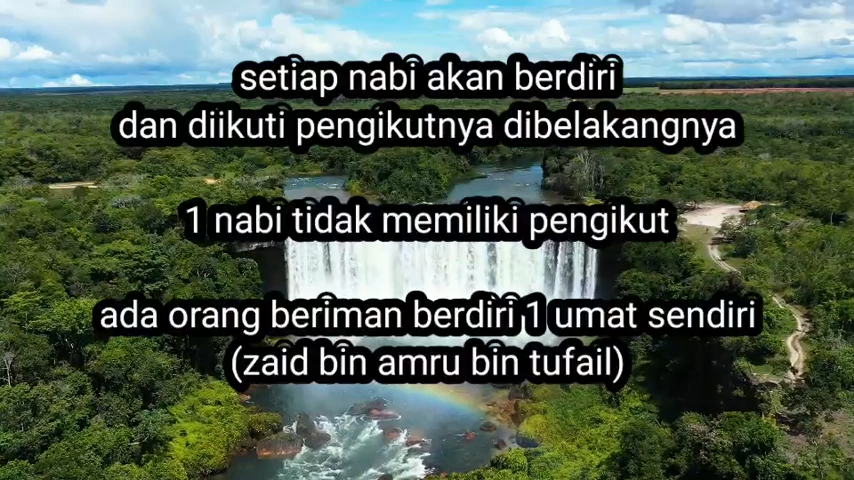 setiap nabi akan berdiri
dan diikuti pengikutnya dibelakangnya
1 nabi tidak memiliki pengikut
ada orang beriman berdiri 1 umat sendiri
(zaid bin amru bin tufail)